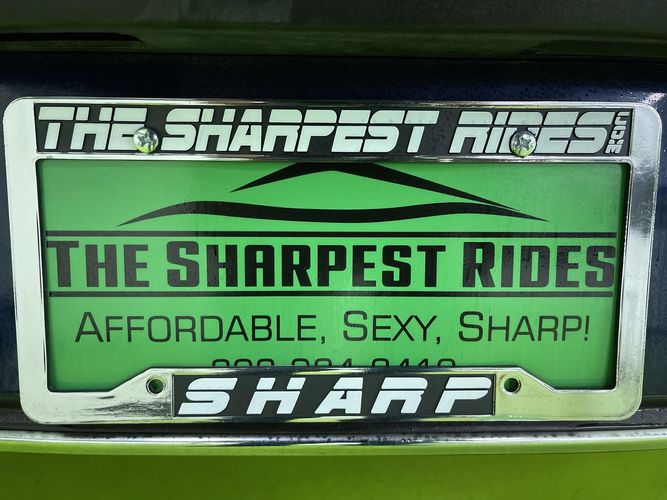 THE SHARPEST RIDES.COM
THE SHARPEST RIDES
AFFORDABLE, SEXY, SHARP!
SHARP